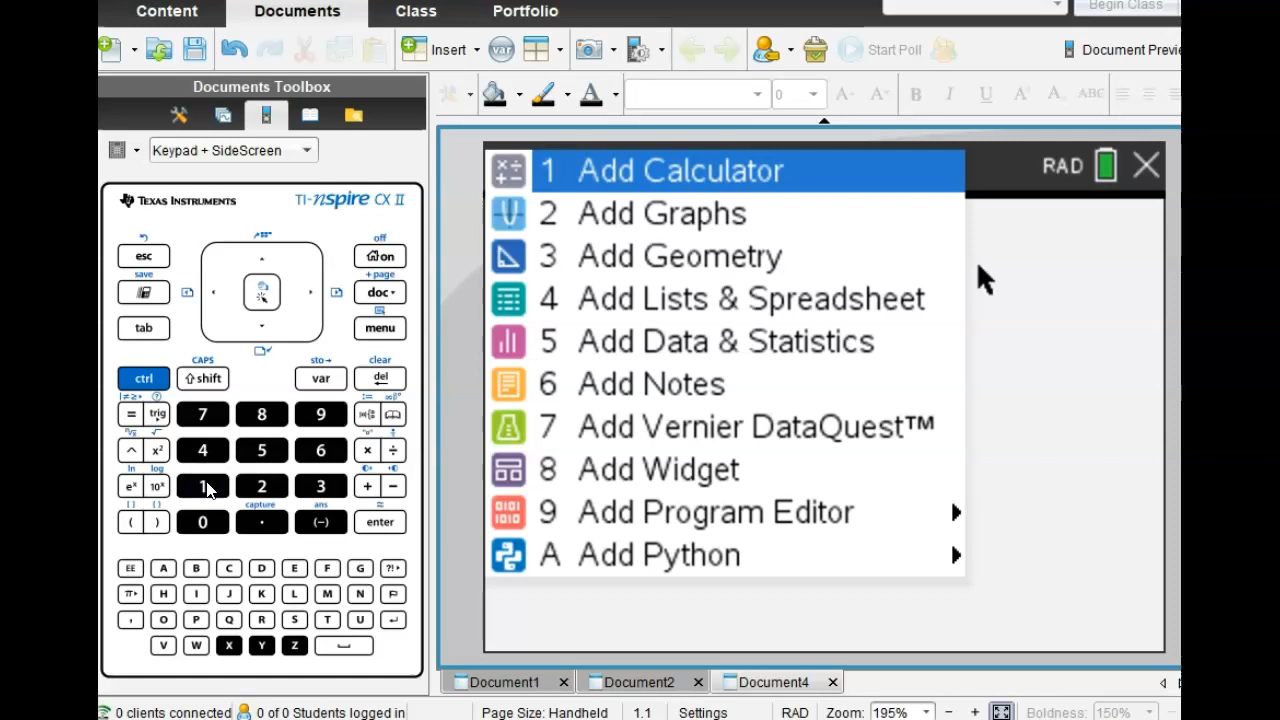 Content Documents Class Portfolio
Begin Class
Insert var Start Poll Document Previe
Documents Toolbox
0 B I U A ABC
Keypad + SideScreen
TEXAS INSTRUMENTS TI-nspire CX II
esc off on
save + page doc
tab menu
CAPS sto→ clear
ctrl shift var del
= trig 7 8 9
^ x² 4 5 6 × ÷
ln log
eˣ 10ˣ 1 2 3 + −
[ ] { } capture ans ≈
( ) 0 . (−) enter
EE A B C D E F G ?!
π H I J K L M N
, O P Q R S T U
V W X Y Z
RAD
1 Add Calculator
2 Add Graphs
3 Add Geometry
4 Add Lists & Spreadsheet
5 Add Data & Statistics
6 Add Notes
7 Add Vernier DataQuest™
8 Add Widget
9 Add Program Editor
A Add Python
Document1 Document2 Document4
0 clients connected 0 of 0 Students logged in Page Size: Handheld 1.1 Settings RAD Zoom: 195% − + Boldness: 150%